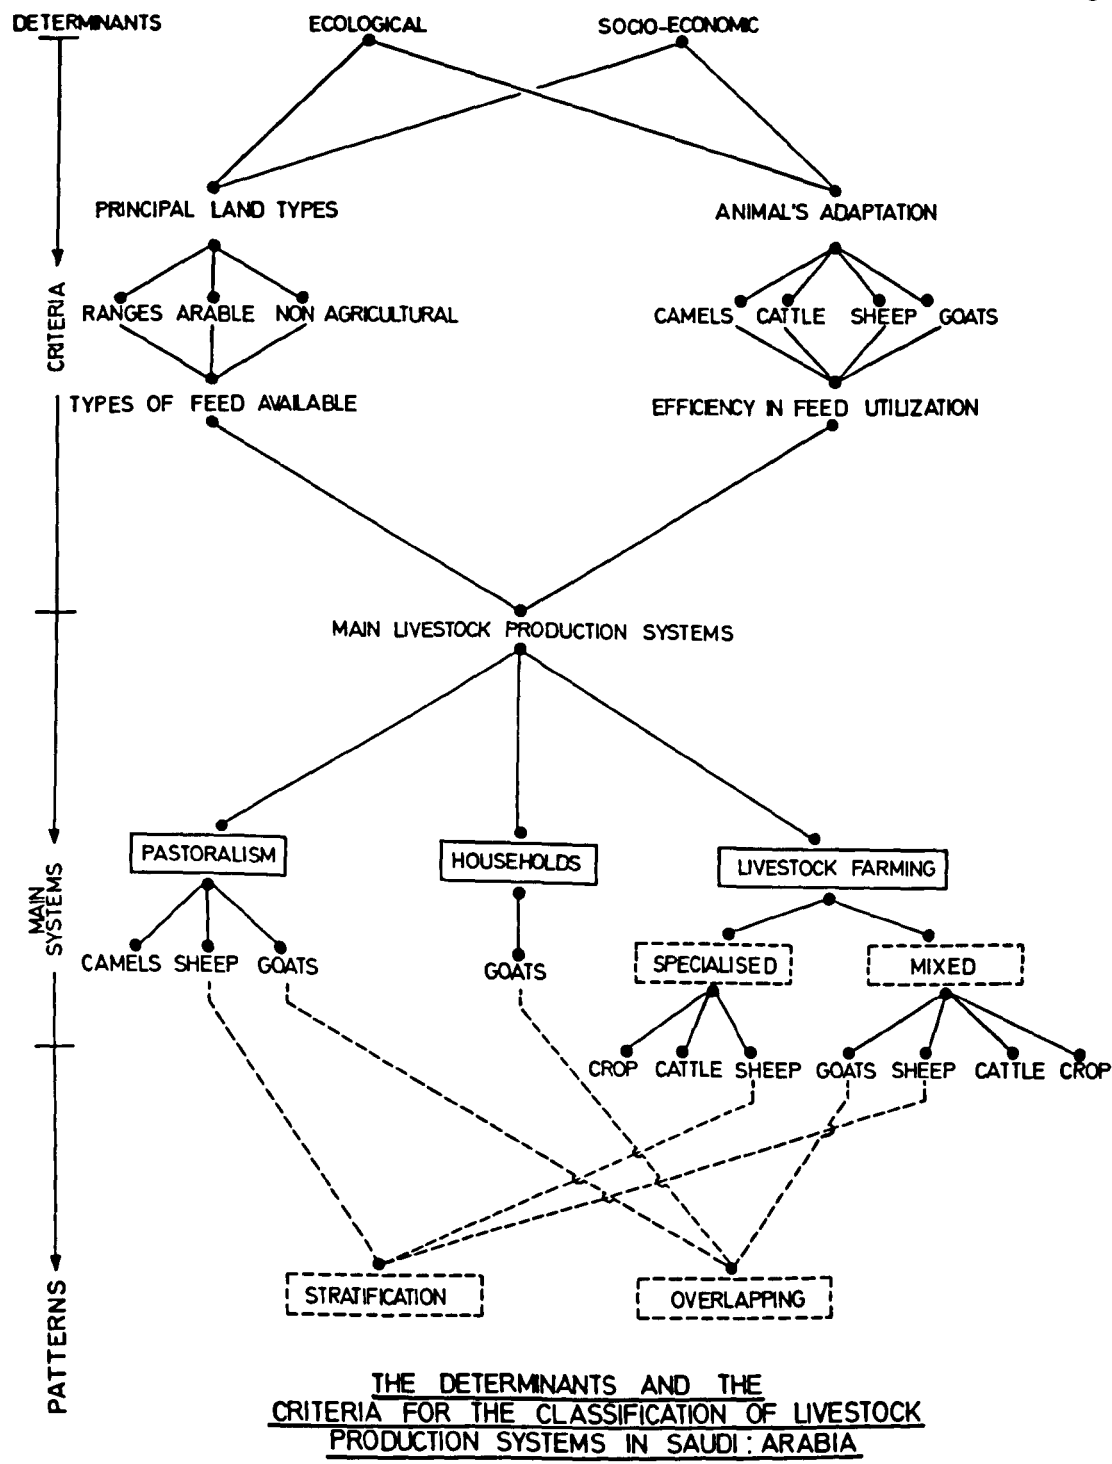 DETERMINANTS
ECOLOGICAL
SOCIO-ECONOMIC
PRINCIPAL LAND TYPES
ANIMAL'S ADAPTATION
CRITERIA
RANGES ARABLE NON AGRICULTURAL
CAMELS CATTLE SHEEP GOATS
TYPES OF FEED AVAILABLE
EFFICIENCY IN FEED UTILIZATION
MAIN LIVESTOCK PRODUCTION SYSTEMS
MAIN
SYSTEMS
PASTORALISM
HOUSEHOLDS
LIVESTOCK FARMING
CAMELS SHEEP GOATS
GOATS
SPECIALISED
MIXED
CROP CATTLE SHEEP
GOATS SHEEP CATTLE CROP
PATTERNS
STRATIFICATION
OVERLAPPING
THE DETERMINANTS AND THE
CRITERIA FOR THE CLASSIFICATION OF LIVESTOCK
PRODUCTION SYSTEMS IN SAUDI : ARABIA